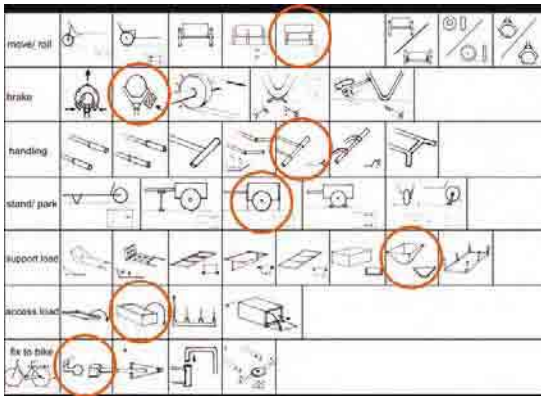 move/ roll
brake
handling
stand/ park
support load
access load
fix to bike